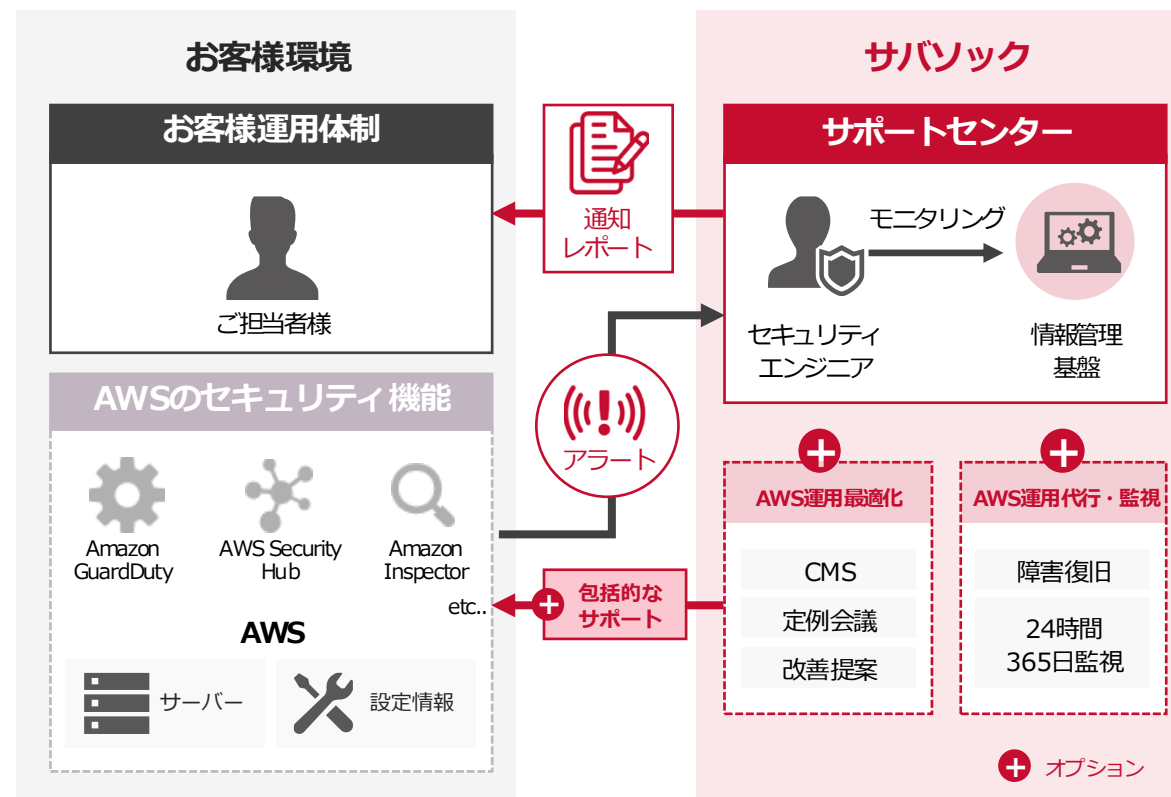 お客様環境
お客様運用体制
ご担当者様
AWSのセキュリティ機能
Amazon
GuardDuty
AWS Security
Hub
Amazon
Inspector
etc..
AWS
サーバー
設定情報
通知
レポート
アラート
包括的な
サポート
サバソック
サポートセンター
モニタリング
セキュリティ
エンジニア
情報管理
基盤
AWS運用最適化
CMS
定例会議
改善提案
AWS運用代行・監視
障害復旧
24時間
365日監視
オプション